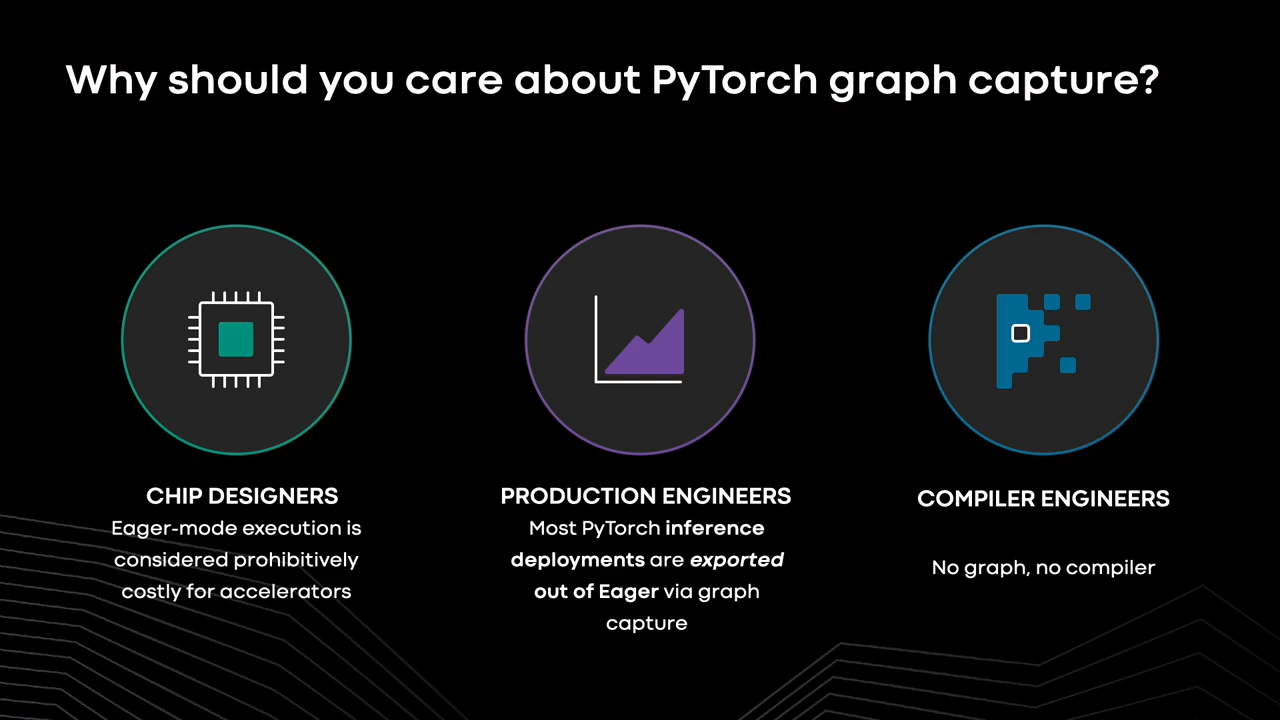 Why should you care about PyTorch graph capture?
CHIP DESIGNERS
Eager-mode execution is
considered prohibitively
costly for accelerators
PRODUCTION ENGINEERS
Most PyTorch inference
deployments are exported
out of Eager via graph
capture
COMPILER ENGINEERS
No graph, no compiler